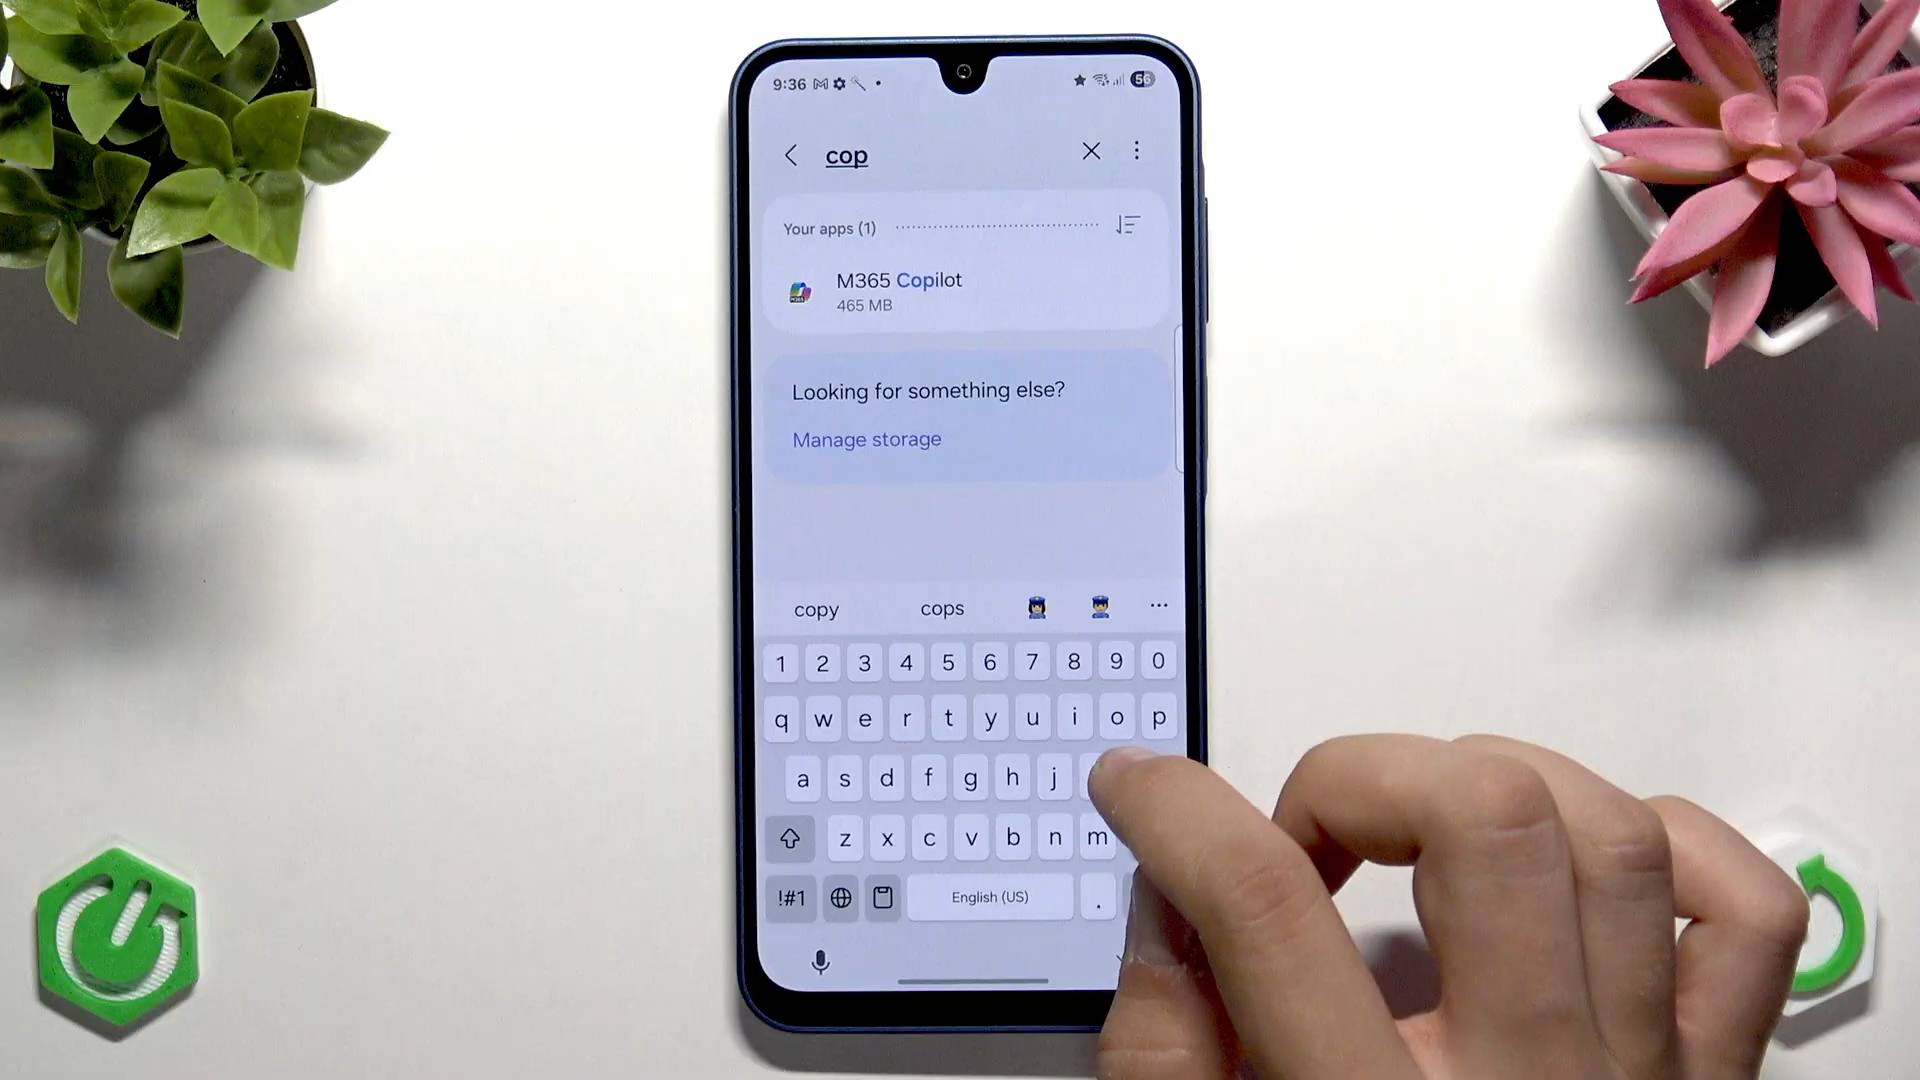 9:36
56
cop
Your apps (1)
M365 Copilot
465 MB
Looking for something else?
Manage storage
copy cops
1 2 3 4 5 6 7 8 9 0
q w e r t y u i o p
a s d f g h j
z x c v b n m
!#1 English (US) .